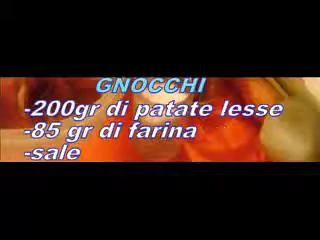 GNOCCHI
-200gr di patate lesse
-85 gr di farina
-sale